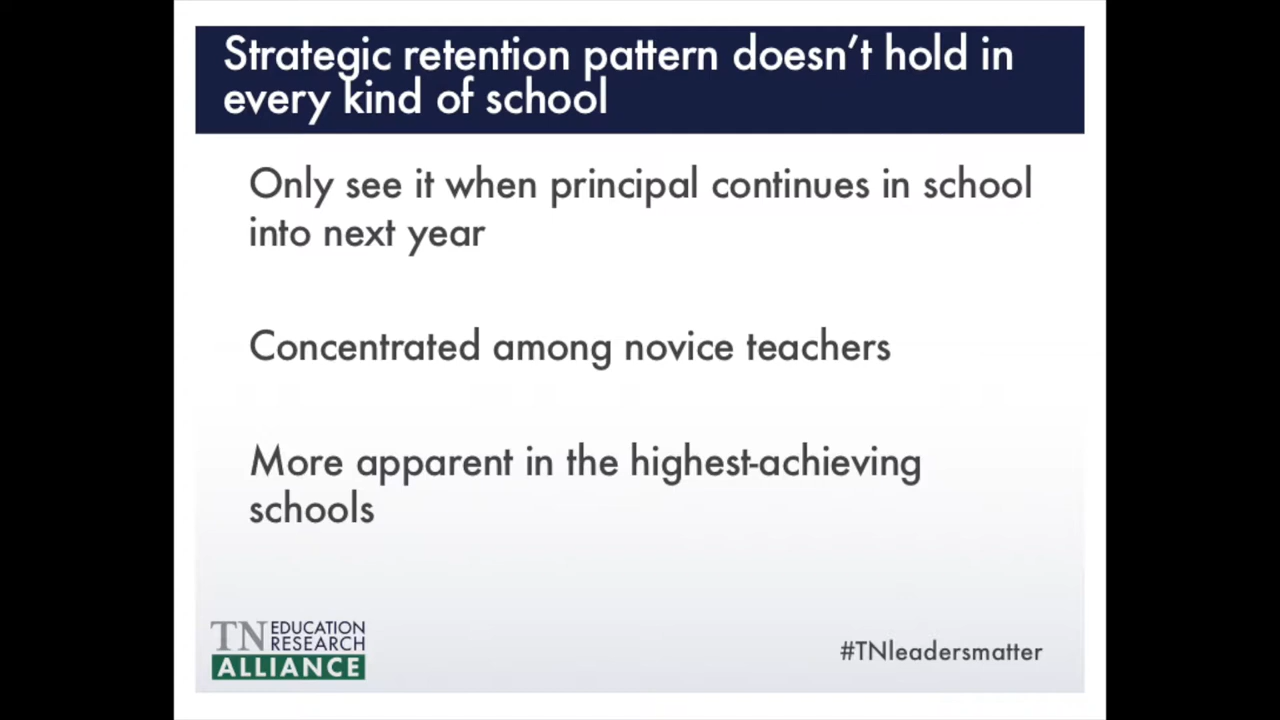 Strategic retention pattern doesn’t hold in
every kind of school
Only see it when principal continues in school
into next year
Concentrated among novice teachers
More apparent in the highest-achieving
schools
TN EDUCATION
RESEARCH
ALLIANCE
#TNleadersmatter